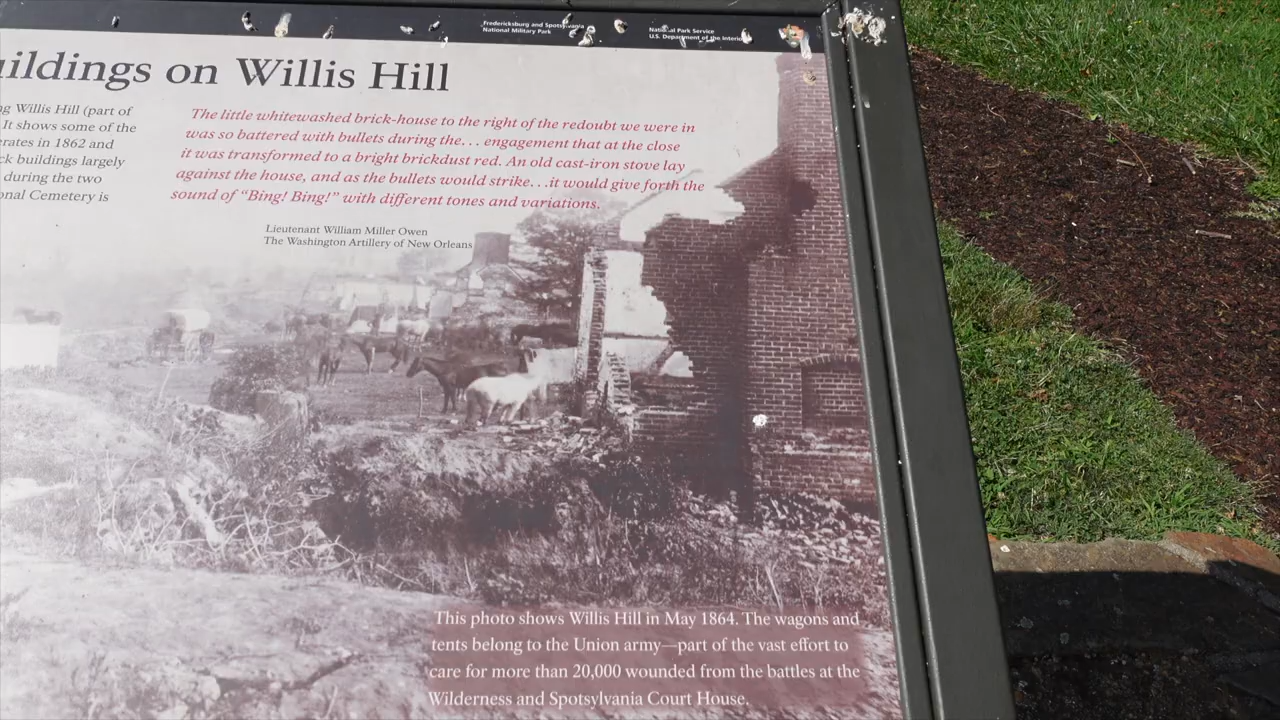 Fredericksburg and Spotsylvania
National Military Park
National Park Service
U.S. Department of the Interior
uildings on Willis Hill
ng Willis Hill (part of
It shows some of the
erates in 1862 and
ck buildings largely
during the two
onal Cemetery is
The little whitewashed brick-house to the right of the redoubt we were in
was so battered with bullets during the. . . engagement that at the close
it was transformed to a bright brickdust red. An old cast-iron stove lay
against the house, and as the bullets would strike. . .it would give forth the
sound of “Bing! Bing!” with different tones and variations.
Lieutenant William Miller Owen
The Washington Artillery of New Orleans
This photo shows Willis Hill in May 1864. The wagons and
tents belong to the Union army—part of the vast effort to
care for more than 20,000 wounded from the battles at the
Wilderness and Spotsylvania Court House.